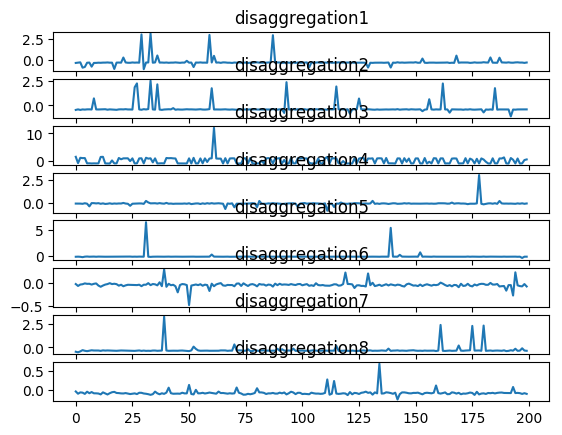 disaggregation1
2.5
0.0
disaggregation2
2.5
0.0
disaggregation3
10
0
disaggregation4
2.5
0.0
disaggregation5
5
0
disaggregation6
0.0
−0.5
disaggregation7
2.5
0.0
disaggregation8
0.5
0.0
0 25 50 75 100 125 150 175 200